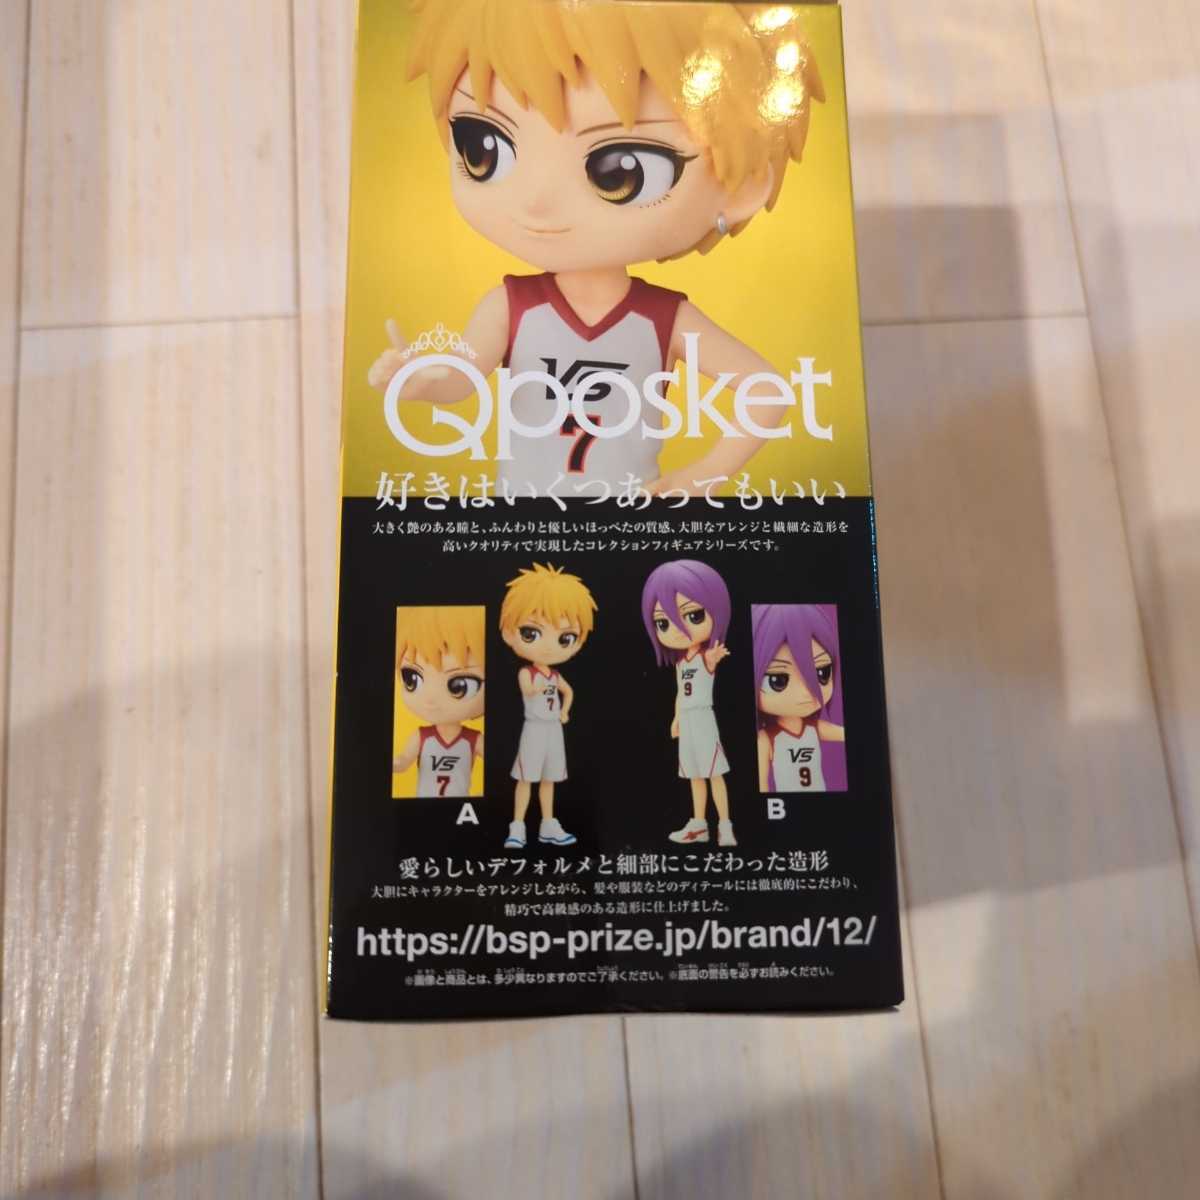 VS
7
Qposket
好きはいくつあってもいい
大きく艶のある瞳と、ふんわりと優しいほっぺたの質感、大胆なアレンジと繊細な造形を
高いクオリティで実現したコレクションフィギュアシリーズです。
VS
7
A
VS
7
VS
9
VS
9
B
愛らしいデフォルメと細部にこだわった造形
大胆にキャラクターをアレンジしながら、髪や服装などのディテールには徹底的にこだわり、
精巧で高級感のある造形に仕上げました。
https://bsp-prize.jp/brand/12/
※画像と商品とは、多少異なりますのでご了承ください。※底面の警告を必ずお読みください。